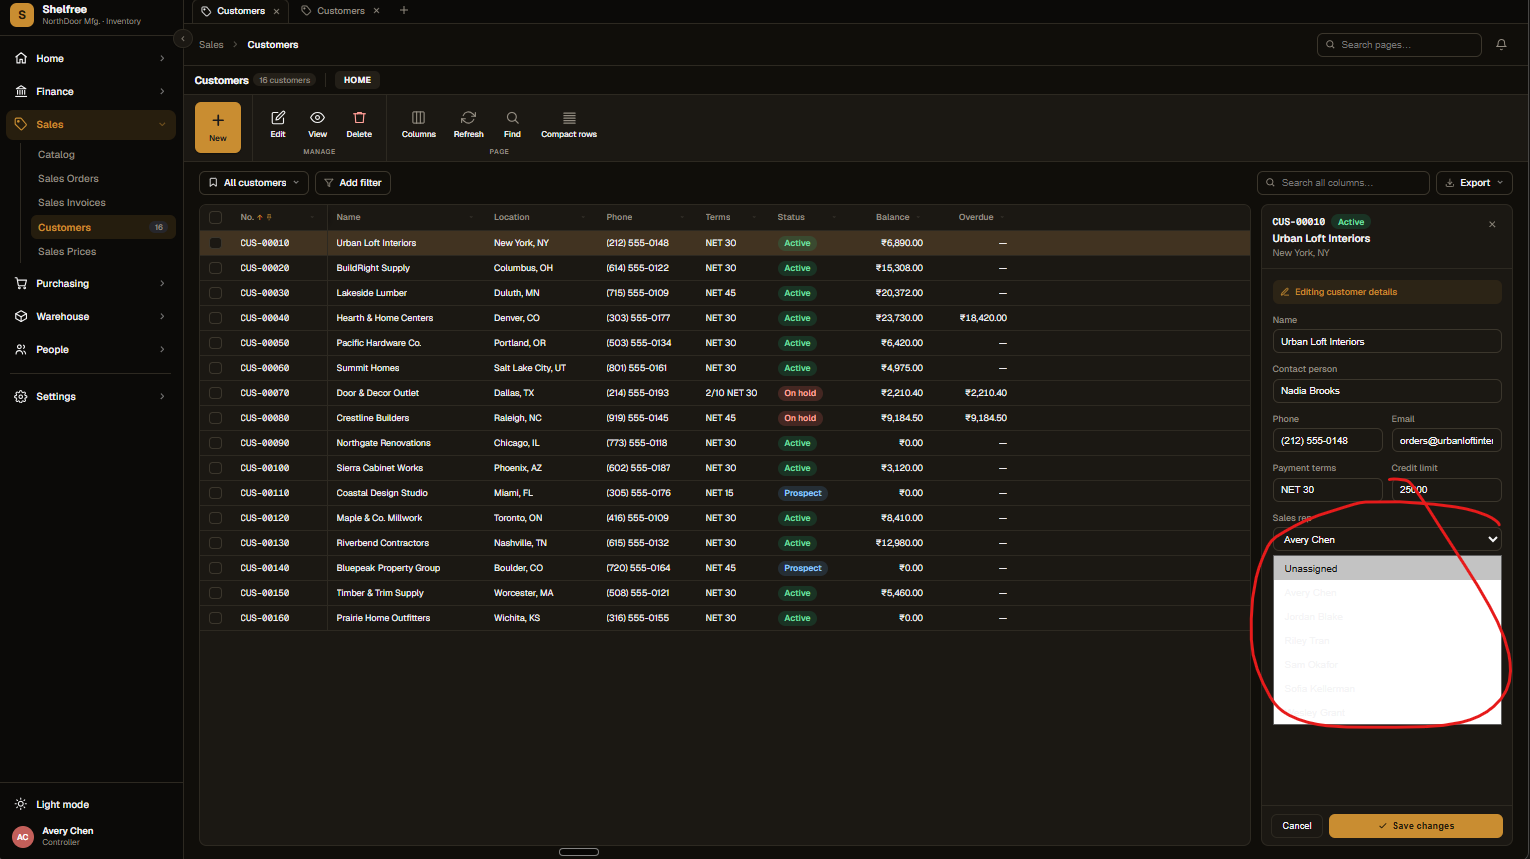 S
Shelfree
NorthDoor Mfg. · Inventory
Home
Finance
Sales
Catalog
Sales Orders
Sales Invoices
Customers 16
Sales Prices
Purchasing
Warehouse
People
Settings
Light mode
AC
Avery Chen
Controller
Customers ×
Customers ×
+
Sales > Customers
Search pages...
Customers 16 customers HOME
New
Edit
View
Delete
MANAGE
Columns
Refresh
Find
Compact rows
PAGE
All customers
Add filter
Search all columns...
Export
No. Name Location Phone Terms Status Balance Overdue
CUS-00010 Urban Loft Interiors New York, NY (212) 555-0148 NET 30 Active ₹6,890.00 —
CUS-00020 BuildRight Supply Columbus, OH (614) 555-0122 NET 30 Active ₹15,308.00 —
CUS-00030 Lakeside Lumber Duluth, MN (715) 555-0109 NET 45 Active ₹20,372.00 —
CUS-00040 Hearth & Home Centers Denver, CO (303) 555-0177 NET 30 Active ₹23,730.00 ₹18,420.00
CUS-00050 Pacific Hardware Co. Portland, OR (503) 555-0134 NET 30 Active ₹6,420.00 —
CUS-00060 Summit Homes Salt Lake City, UT (801) 555-0161 NET 30 Active ₹4,975.00 —
CUS-00070 Door & Decor Outlet Dallas, TX (214) 555-0193 2/10 NET 30 On hold ₹2,210.40 ₹2,210.40
CUS-00080 Crestline Builders Raleigh, NC (919) 555-0145 NET 45 On hold ₹9,184.50 ₹9,184.50
CUS-00090 Northgate Renovations Chicago, IL (773) 555-0118 NET 30 Active ₹0.00 —
CUS-00100 Sierra Cabinet Works Phoenix, AZ (602) 555-0187 NET 30 Active ₹3,120.00 —
CUS-00110 Coastal Design Studio Miami, FL (305) 555-0176 NET 15 Prospect ₹0.00 —
CUS-00120 Maple & Co. Millwork Toronto, ON (416) 555-0109 NET 30 Active ₹8,410.00 —
CUS-00130 Riverbend Contractors Nashville, TN (615) 555-0132 NET 30 Active ₹12,980.00 —
CUS-00140 Bluepeak Property Group Boulder, CO (720) 555-0164 NET 45 Prospect ₹0.00 —
CUS-00150 Timber & Trim Supply Worcester, MA (508) 555-0121 NET 30 Active ₹5,460.00 —
CUS-00160 Prairie Home Outfitters Wichita, KS (316) 555-0155 NET 30 Active ₹0.00 —
CUS-00010 Active
Urban Loft Interiors
New York, NY
Editing customer details
Name
Urban Loft Interiors
Contact person
Nadia Brooks
Phone Email
(212) 555-0148 orders@urbanloftinter
Payment terms Credit limit
NET 30 25000
Sales rep
Avery Chen
Unassigned
Avery Chen
Jordan Blake
Riley Tran
Sam Okafor
Cancel
Save changes